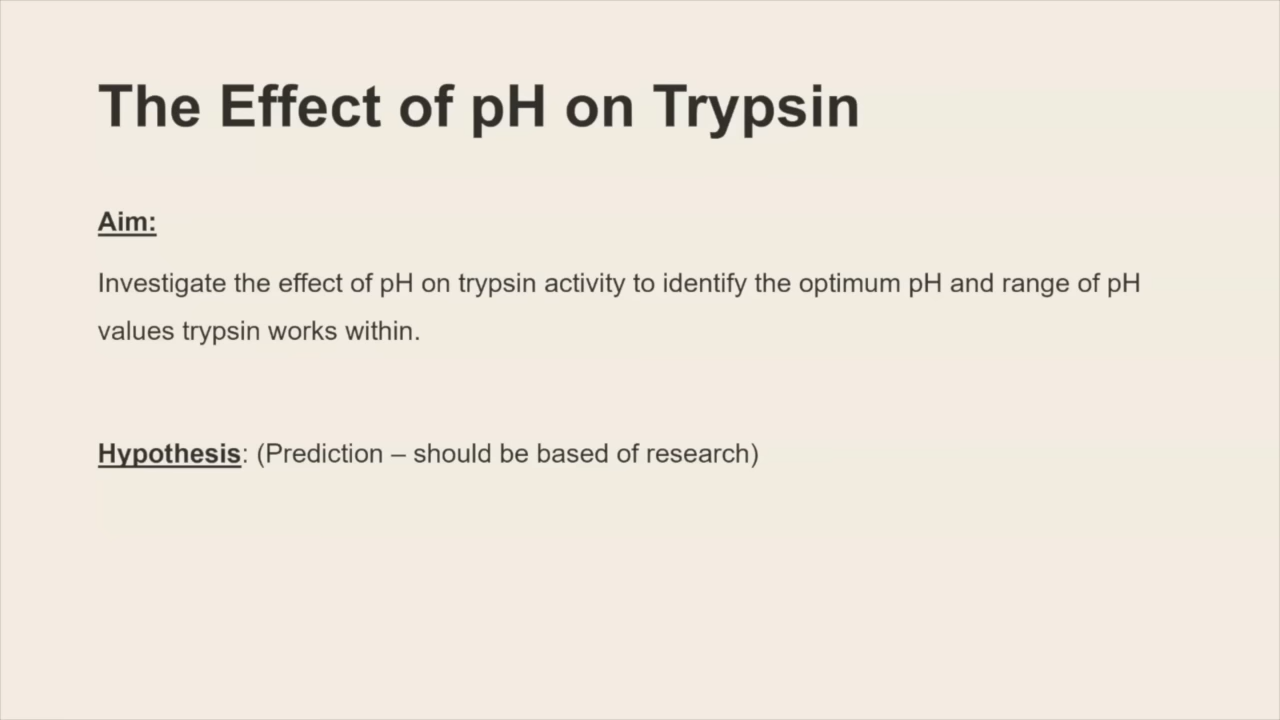 The Effect of pH on Trypsin
Aim:
Investigate the effect of pH on trypsin activity to identify the optimum pH and range of pH
values trypsin works within.
Hypothesis: (Prediction – should be based of research)